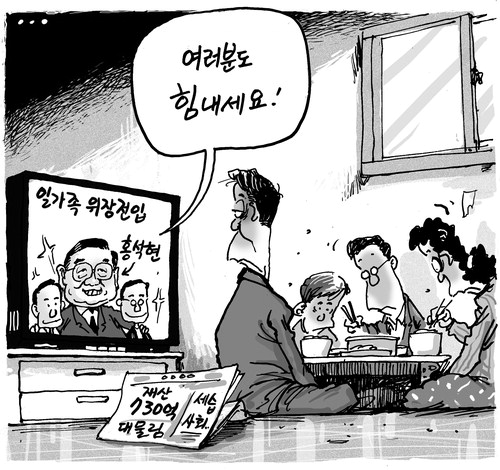 여러분도
힘내세요!
일가족 위장전입
홍석현
재산
730억
대물림
세습
사회